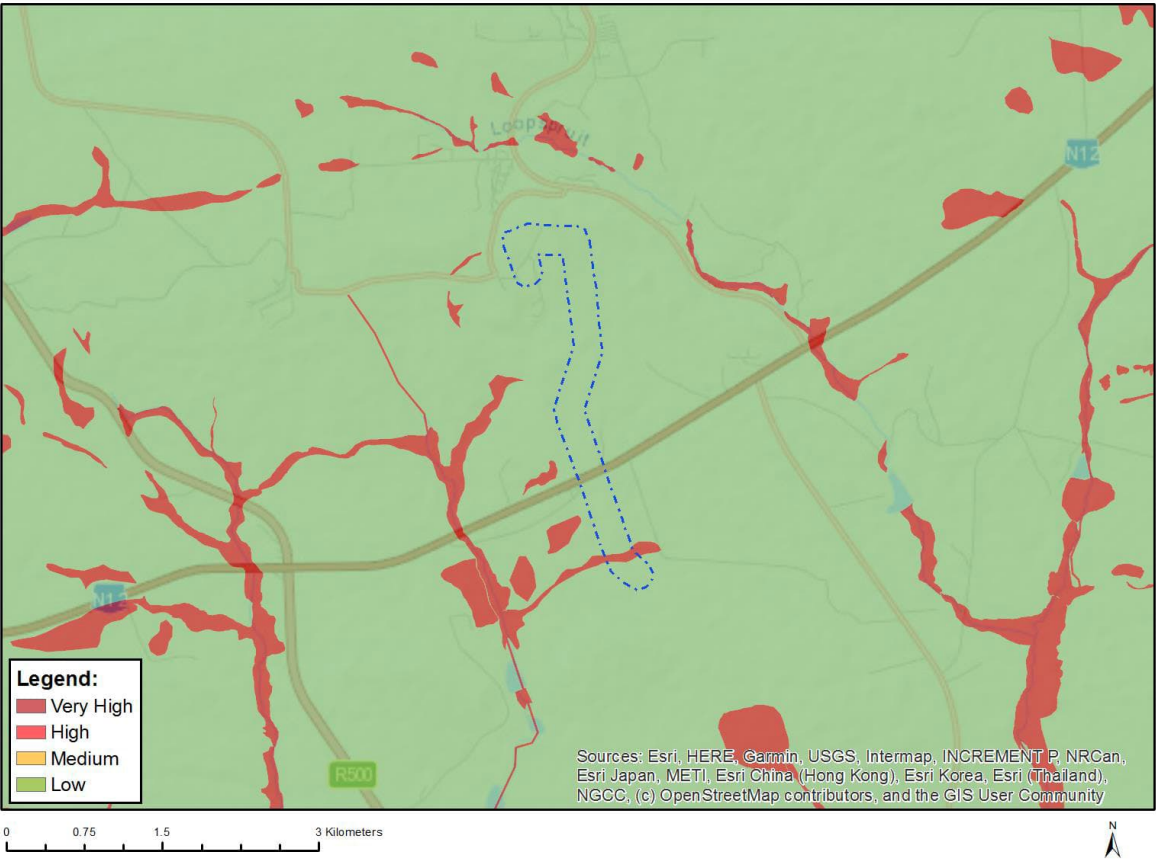 Loopspruit
N12
N12
R500
Legend:
Very High
High
Medium
Low
Sources: Esri, HERE, Garmin, USGS, Intermap, INCREMENT P, NRCan,
Esri Japan, METI, Esri China (Hong Kong), Esri Korea, Esri (Thailand),
NGCC, (c) OpenStreetMap contributors, and the GIS User Community
0 0.75 1.5 3 Kilometers
N